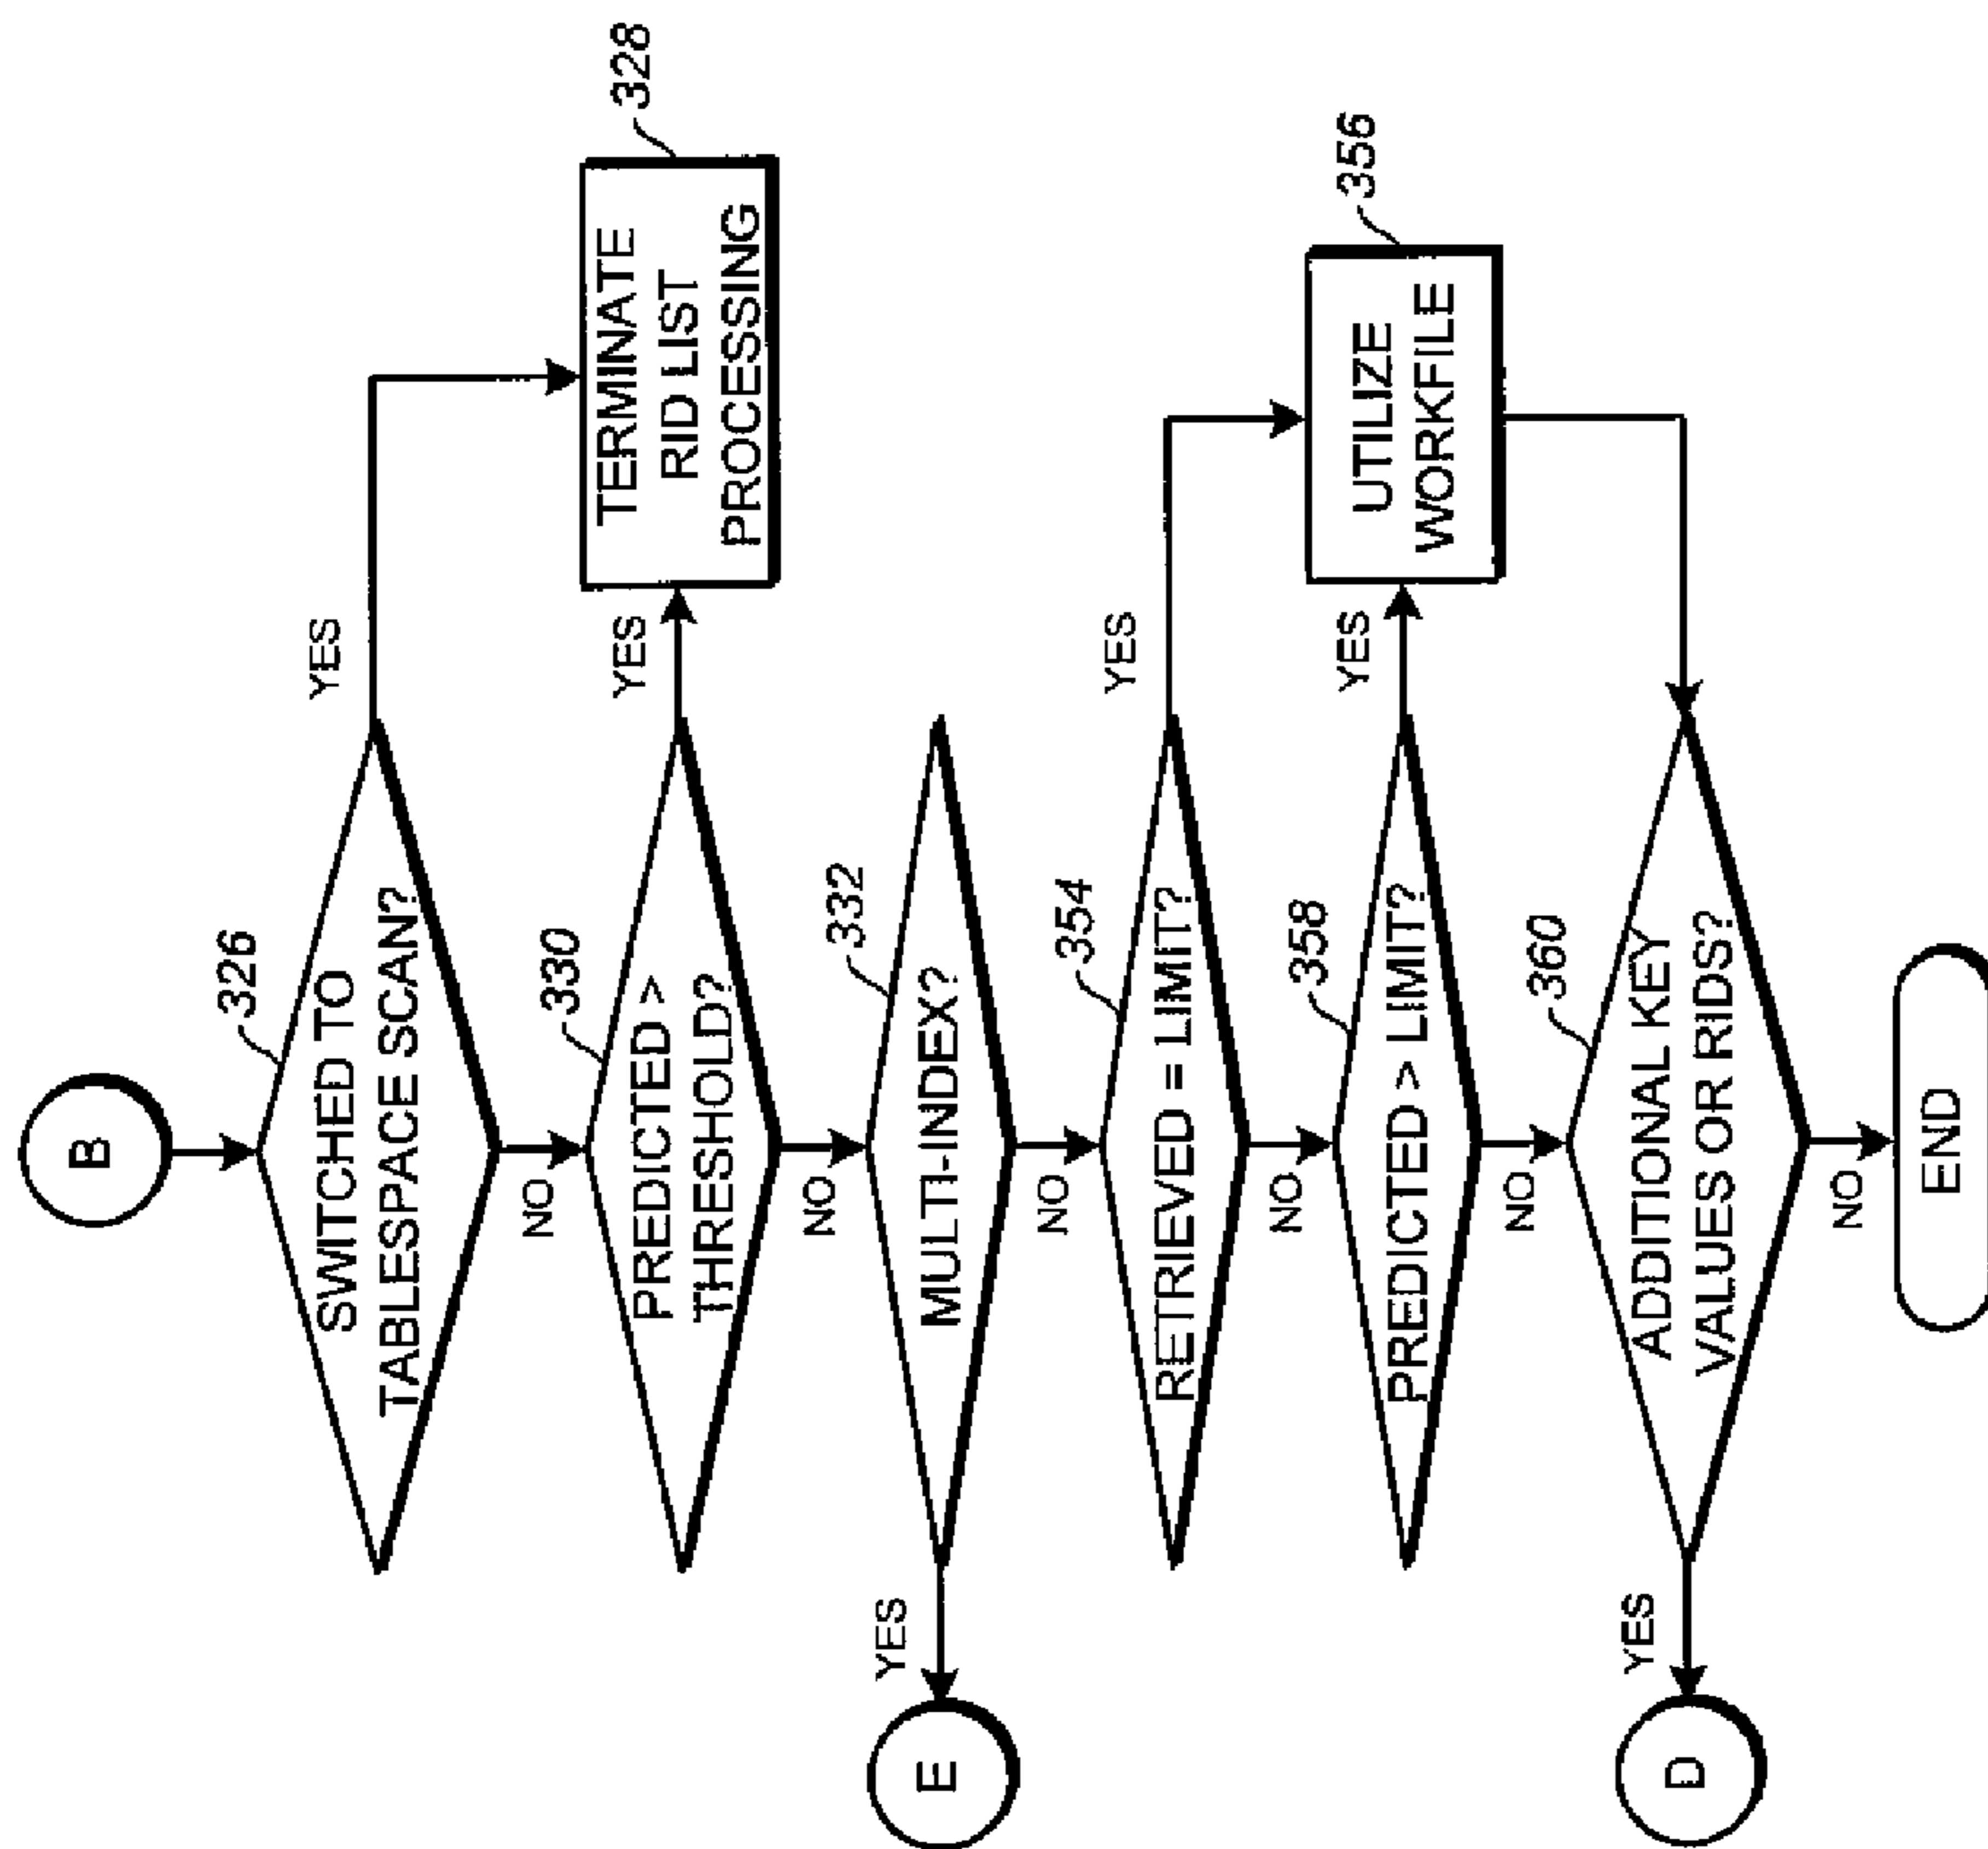 B
326
SWITCHED TO
TABLESPACE SCAN?
YES
TERMINATE
RID LIST
PROCESSING
328
NO
330
PREDICTED >
THRESHOLD?
YES
NO
332
MULTI-INDEX?
YES
E
NO
354
RETRIEVED = LIMIT?
YES
UTILIZE
WORKFILE
356
NO
358
PREDICTED > LIMIT?
YES
NO
360
ADDITIONAL KEY
VALUES OR RIDS?
YES
D
NO
END